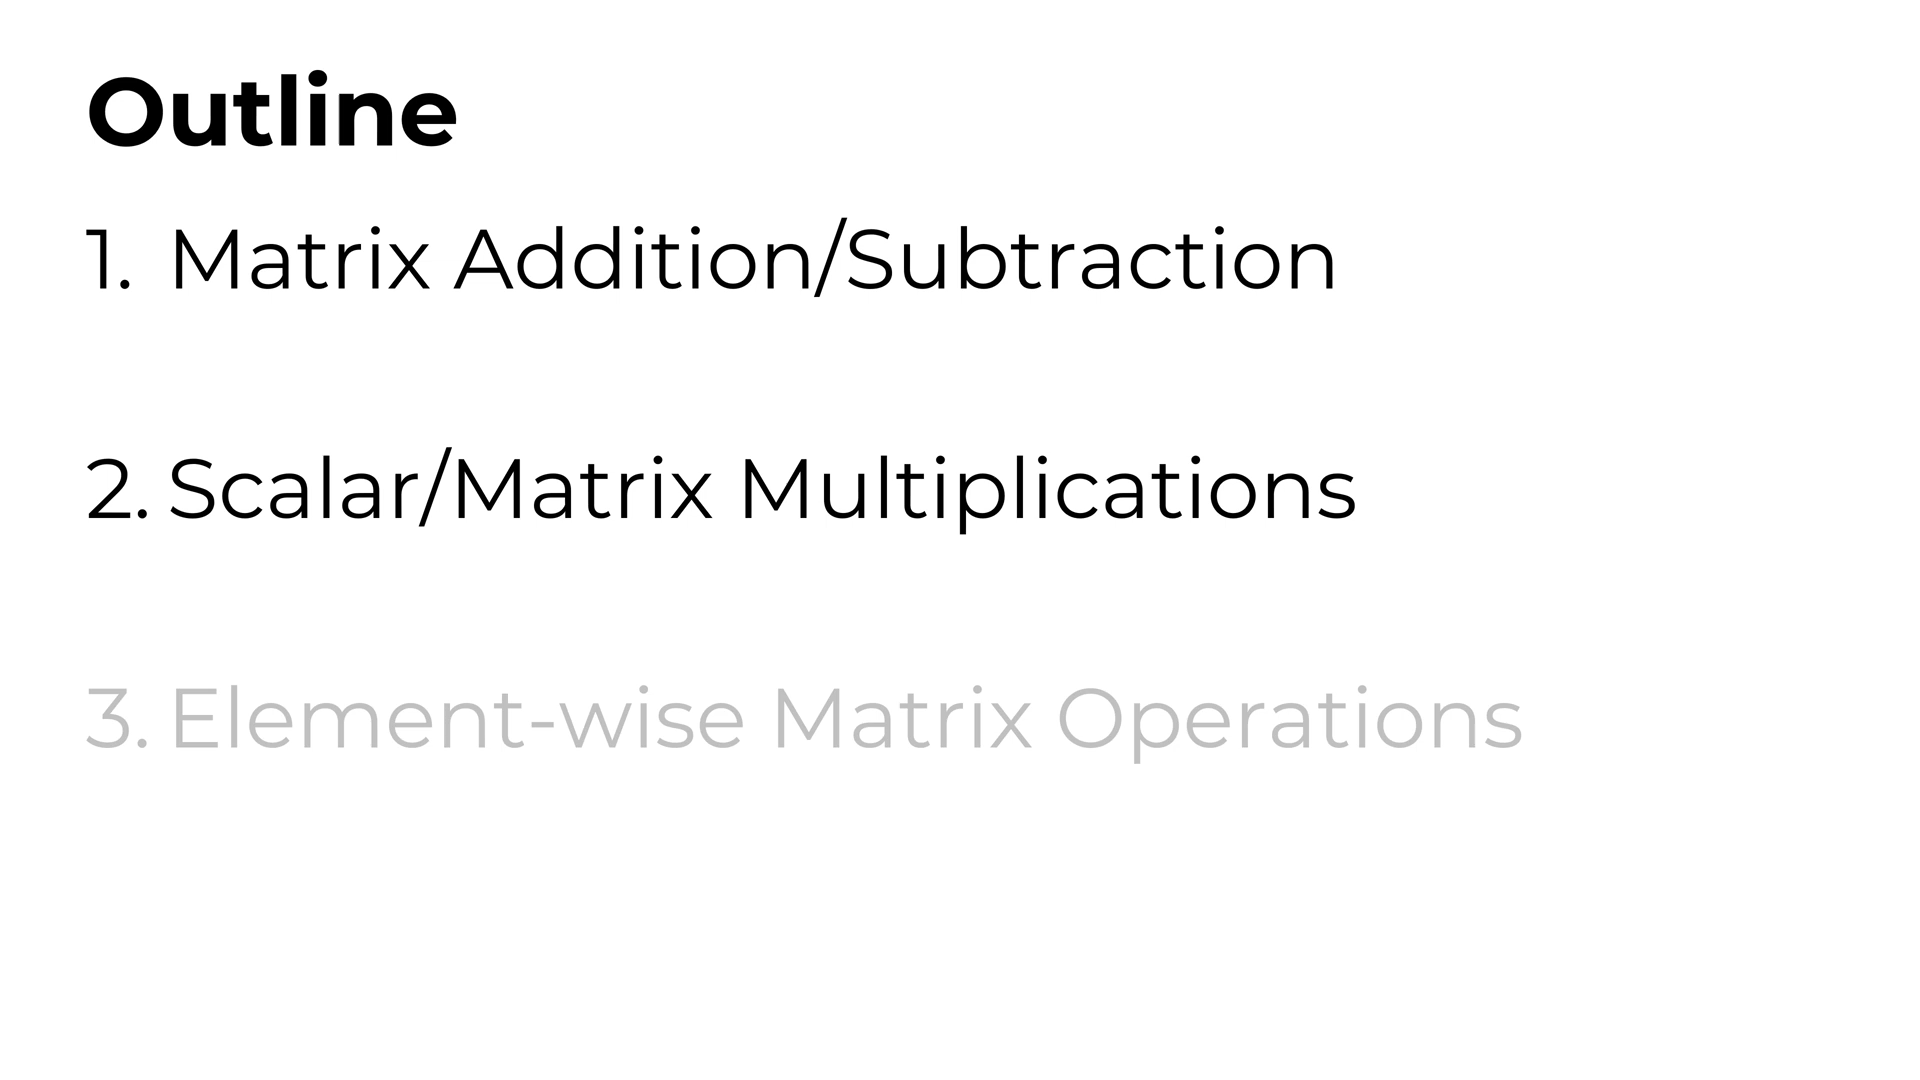 Outline
1. Matrix Addition/Subtraction
2. Scalar/Matrix Multiplications
3. Element-wise Matrix Operations